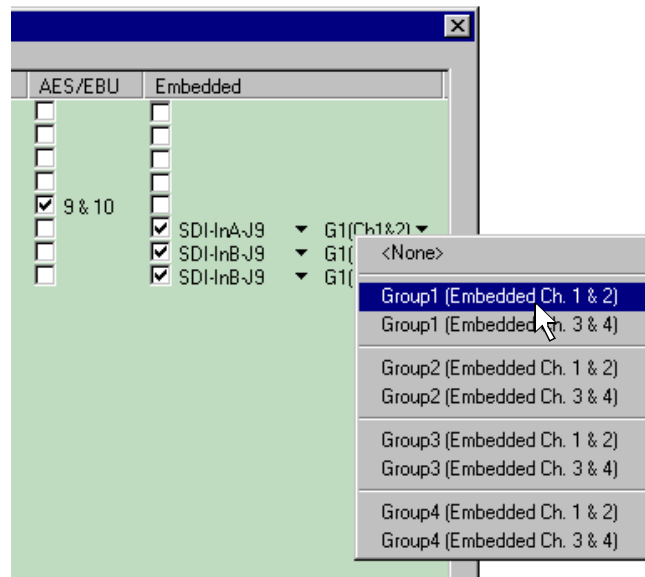 AES/EBU Embedded
9 & 10
SDI-InA-J9 G1(Ch1&2)
SDI-InB-J9 G1(
SDI-InB-J9 G1(
<None>
Group1 (Embedded Ch. 1 & 2)
Group1 (Embedded Ch. 3 & 4)
Group2 (Embedded Ch. 1 & 2)
Group2 (Embedded Ch. 3 & 4)
Group3 (Embedded Ch. 1 & 2)
Group3 (Embedded Ch. 3 & 4)
Group4 (Embedded Ch. 1 & 2)
Group4 (Embedded Ch. 3 & 4)